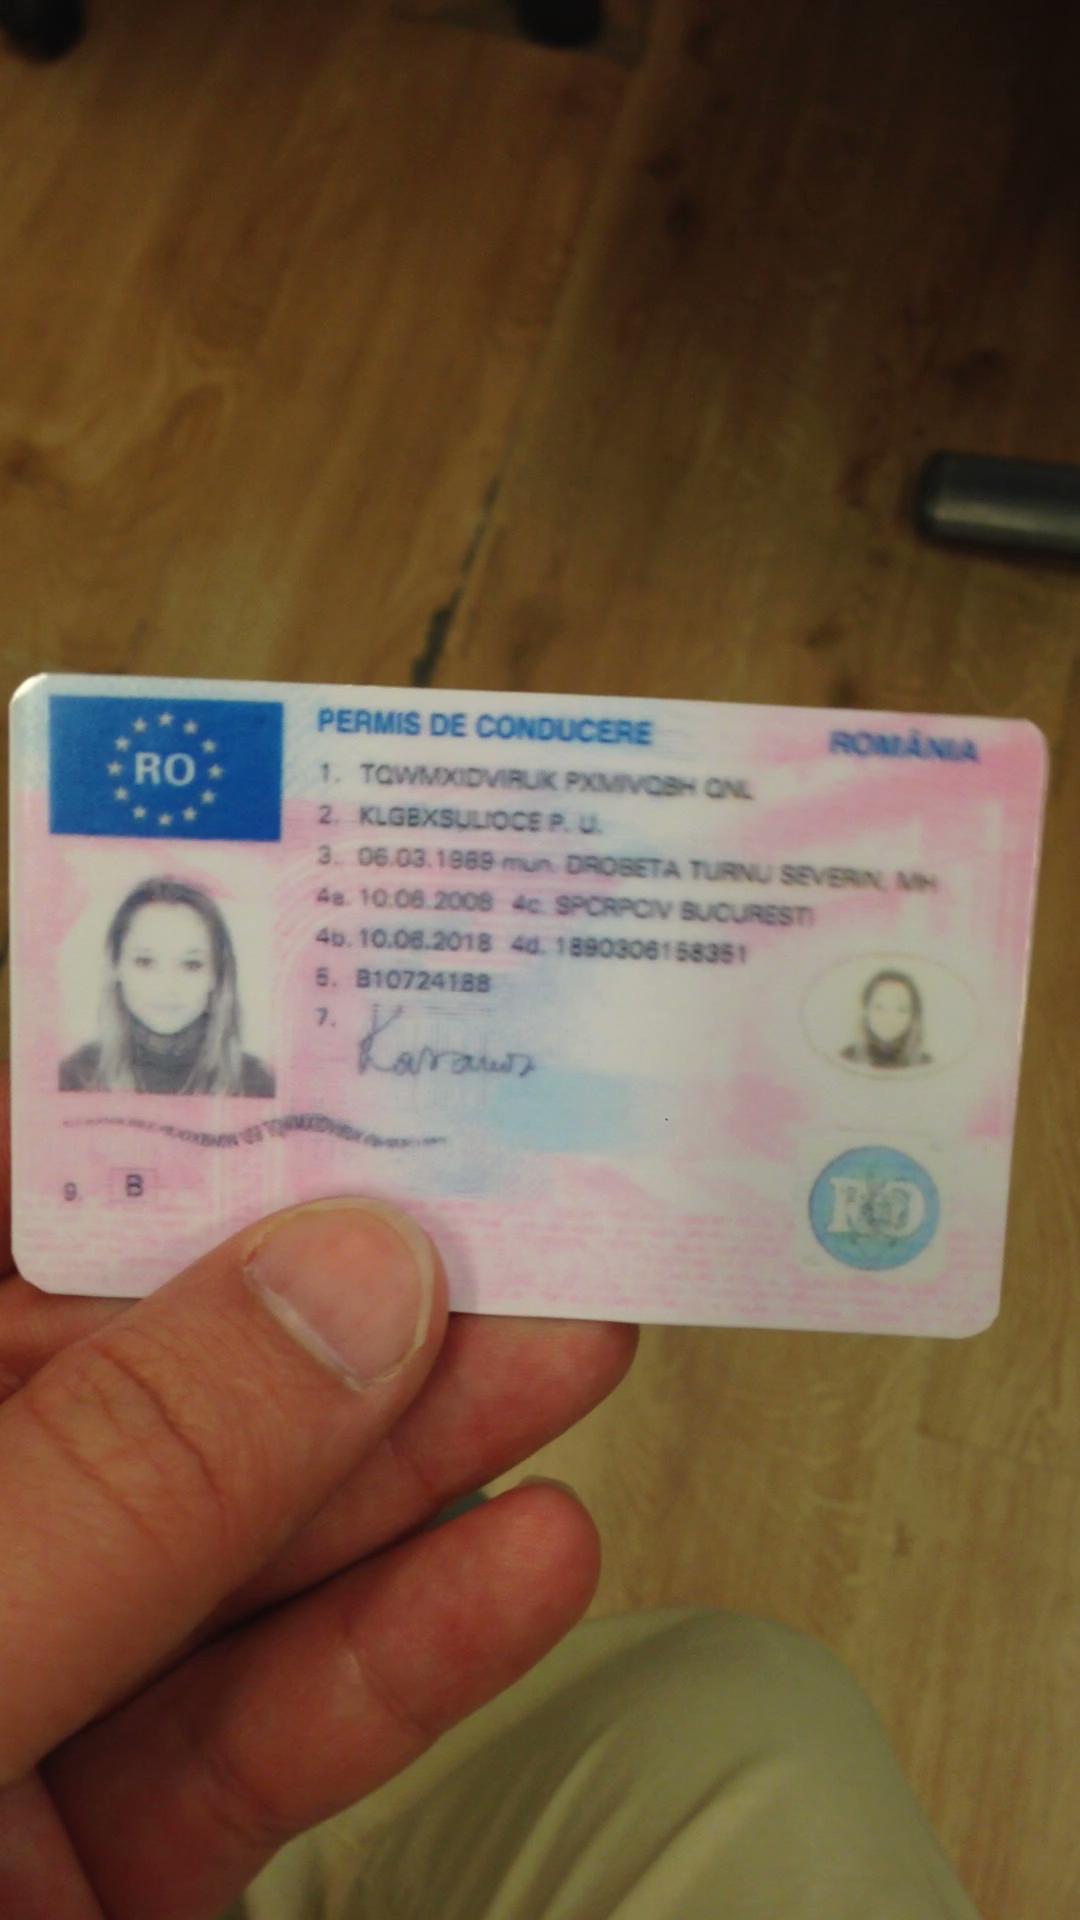 RO
PERMIS DE CONDUCERE
ROMÂNIA
1. TQWMXIDVIRUK PXMIVQBH QNL
2. KLGBXSULIOCE P. U.
3. 06.03.1989 mun. DROBETA TURNU SEVERIN, MH
4a. 10.06.2008 4c. SPCRPCIV BUCURESTI
4b. 10.06.2018 4d. 1890306158351
5. B10724188
7.
9. B
RO